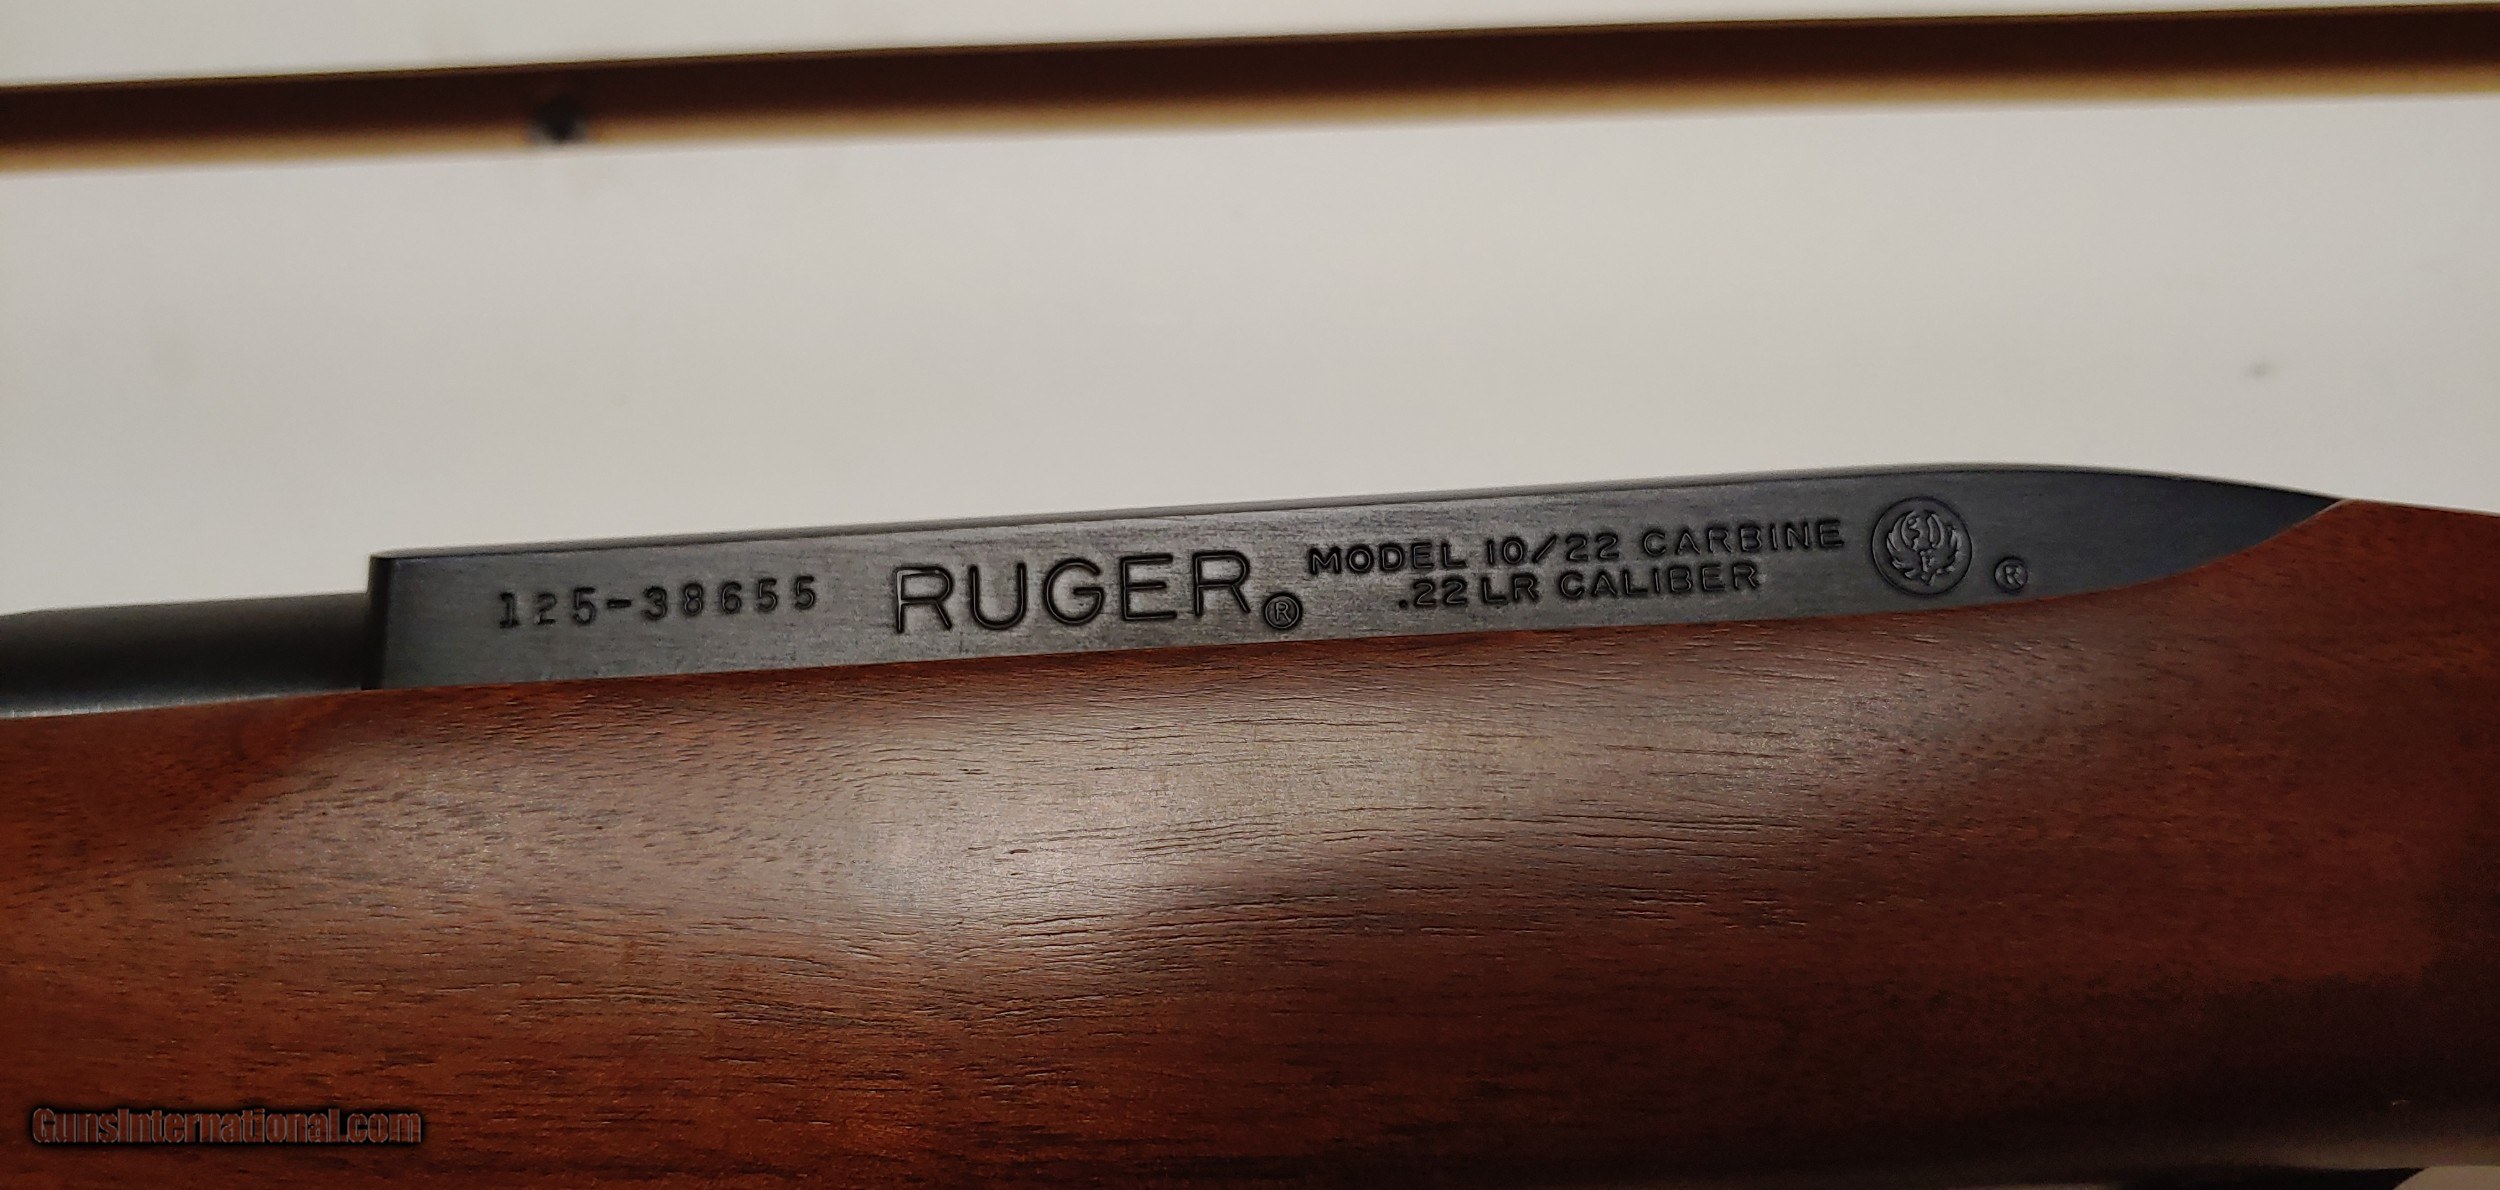 125-38655
RUGER®
MODEL 10/22 CARBINE
.22 LR CALIBER
®
GunsInternational.com